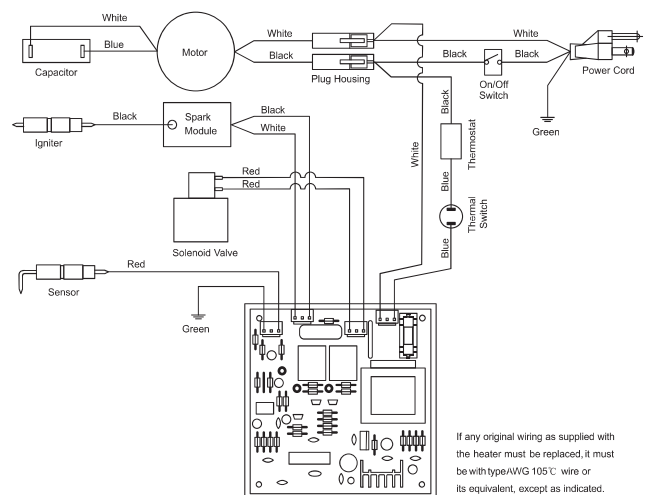 White
White
White
Blue
Motor
Black
Black
Black
Capacitor
Plug Housing
On/Off
Switch
Power Cord
Black
Black
Spark
Module
Black
White
Igniter
Green
White
Thermostat
Red
Red
Blue
Thermal
Switch
Solenoid Valve
Blue
Red
Sensor
Green
If any original wiring as supplied with
the heater must be replaced, it must
be with type AWG 105℃ wire or
its equivalent, except as indicated.